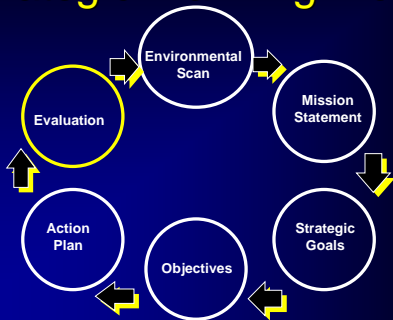 Environmental
Scan
Mission
Statement
Strategic
Goals
Objectives
Action
Plan
Evaluation